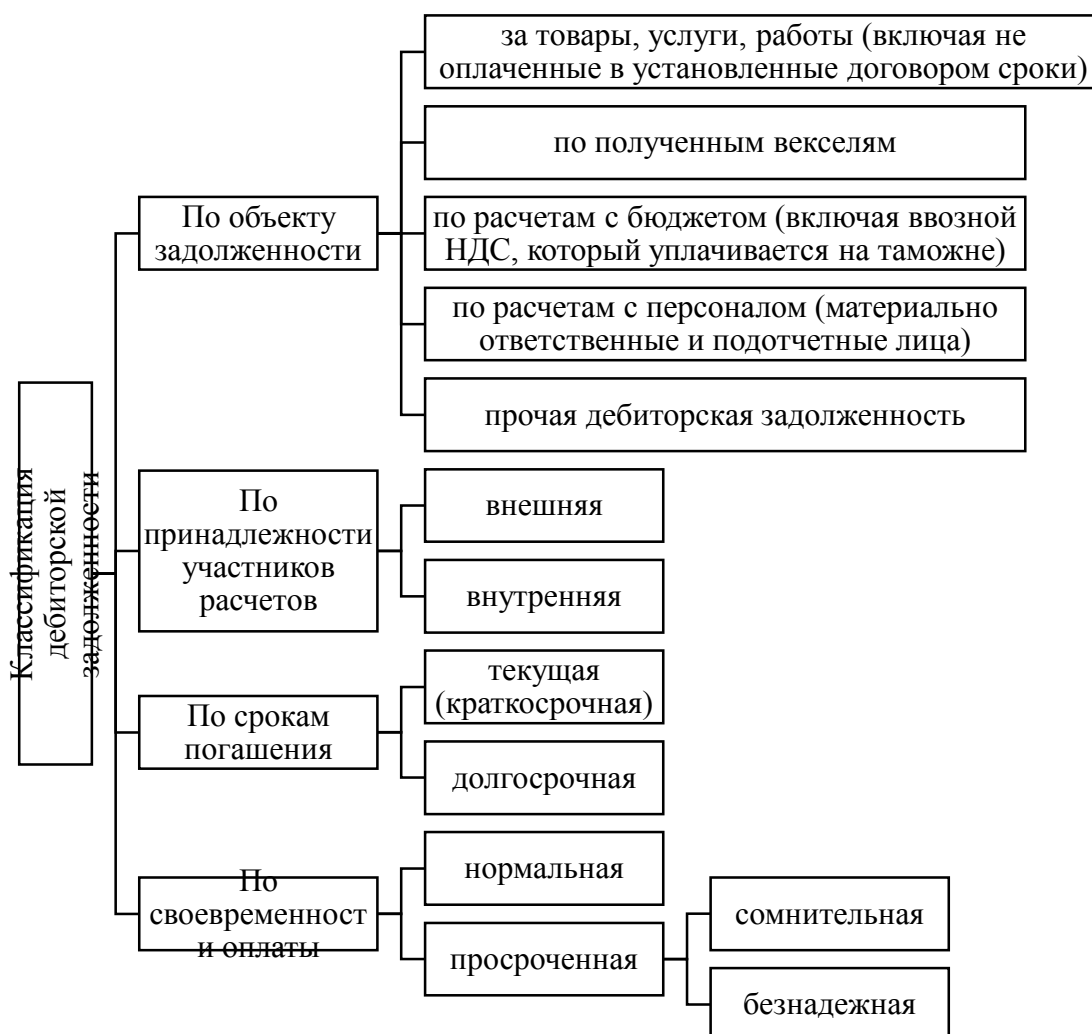 Классификация
дебиторской
задолженности
По объекту
задолженности
за товары, услуги, работы (включая не
оплаченные в установленные договором сроки)
по полученным векселям
по расчетам с бюджетом (включая ввозной
НДС, который уплачивается на таможне)
по расчетам с персоналом (материально
ответственные и подотчетные лица)
прочая дебиторская задолженность
По
принадлежности
участников
расчетов
внешняя
внутренняя
По срокам
погашения
текущая
(краткосрочная)
долгосрочная
По
своевременност
и оплаты
нормальная
просроченная
сомнительная
безнадежная